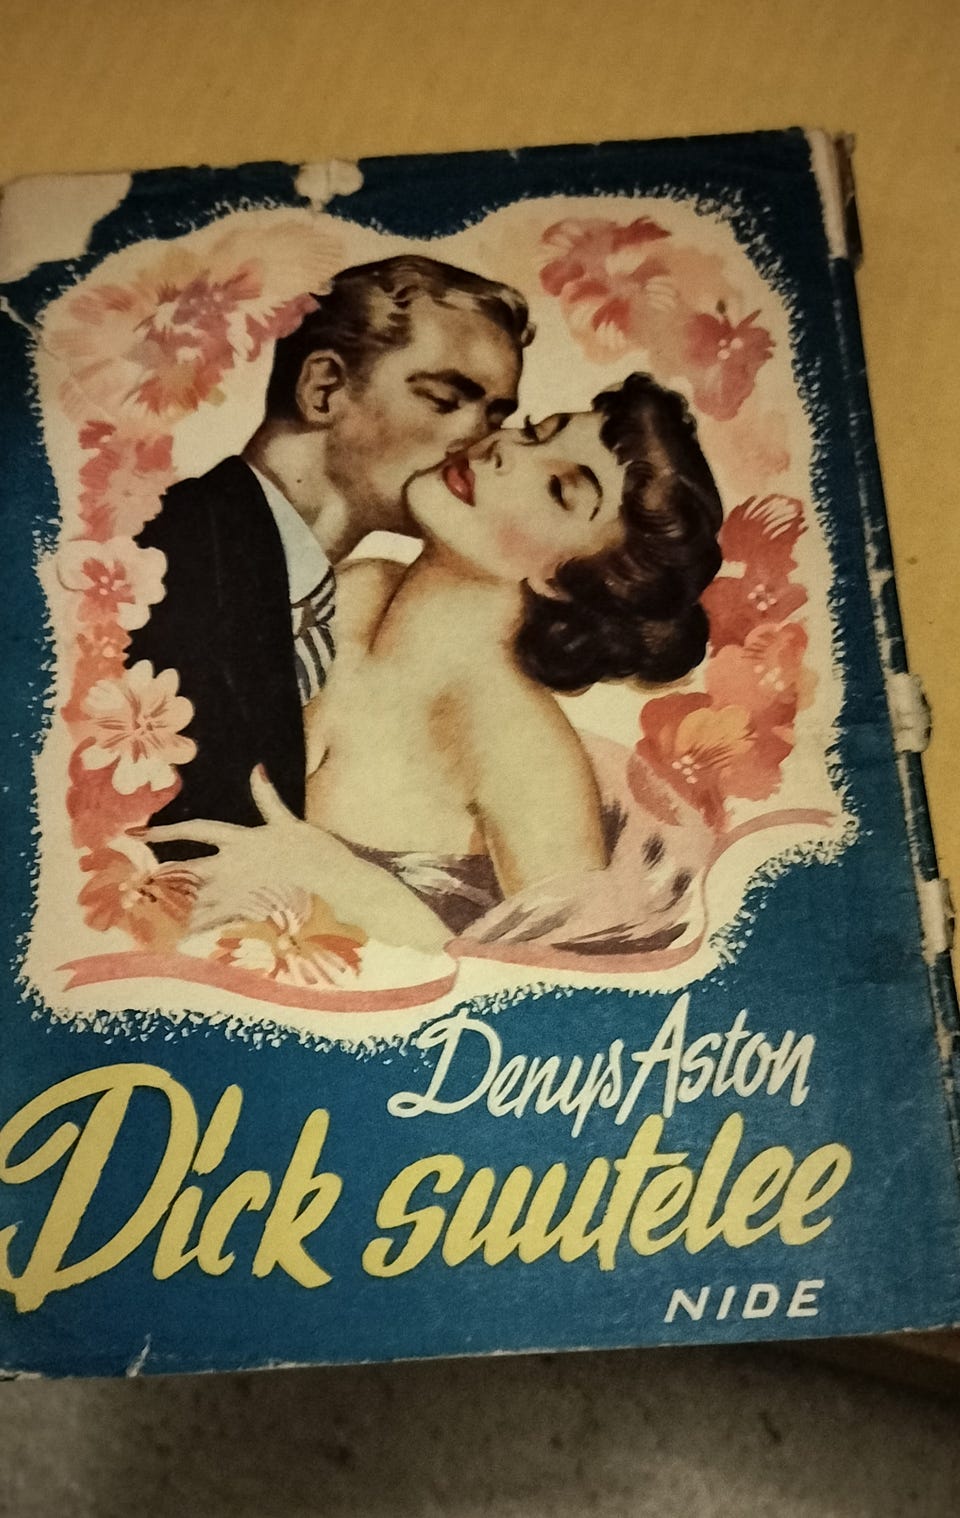 Denys Aston
Dick suutelee
NIDE